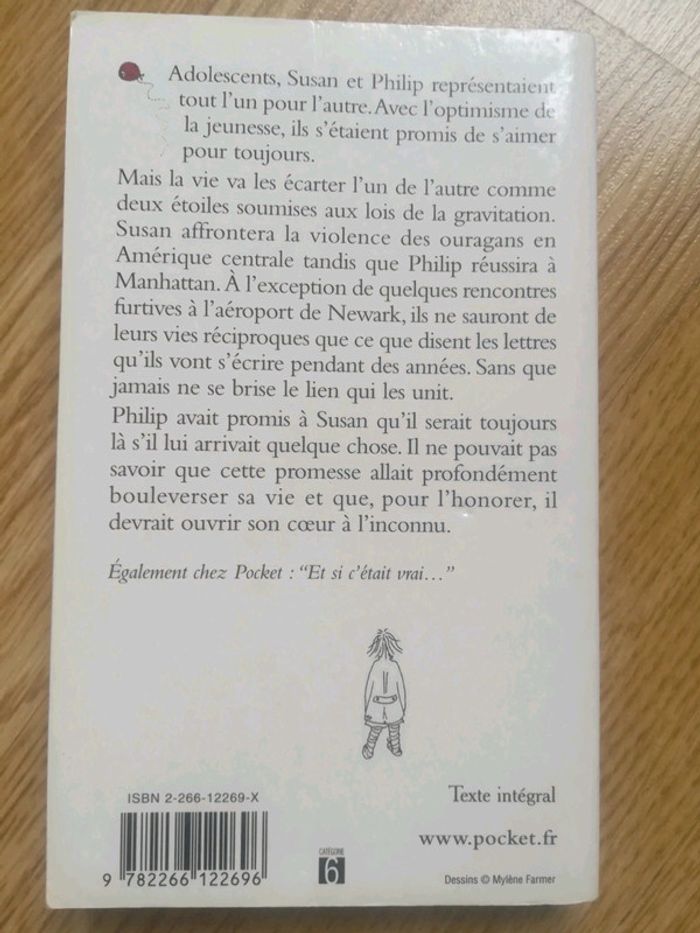 Adolescents, Susan et Philip représentaient
tout l'un pour l'autre. Avec l'optimisme de
la jeunesse, ils s'étaient promis de s'aimer
pour toujours.
Mais la vie va les écarter l'un de l'autre comme
deux étoiles soumises aux lois de la gravitation.
Susan affrontera la violence des ouragans en
Amérique centrale tandis que Philip réussira à
Manhattan. À l'exception de quelques rencontres
furtives à l'aéroport de Newark, ils ne sauront de
leurs vies réciproques que ce que disent les lettres
qu'ils vont s'écrire pendant des années. Sans que
jamais ne se brise le lien qui les unit.
Philip avait promis à Susan qu'il serait toujours
là s'il lui arrivait quelque chose. Il ne pouvait pas
savoir que cette promesse allait profondément
bouleverser sa vie et que, pour l'honorer, il
devrait ouvrir son cœur à l'inconnu.
Également chez Pocket : “Et si c'était vrai…”
ISBN 2-266-12269-X
9 782266 122696
CATÉGORIE
6
Texte intégral
www.pocket.fr
Dessins © Mylène Farmer